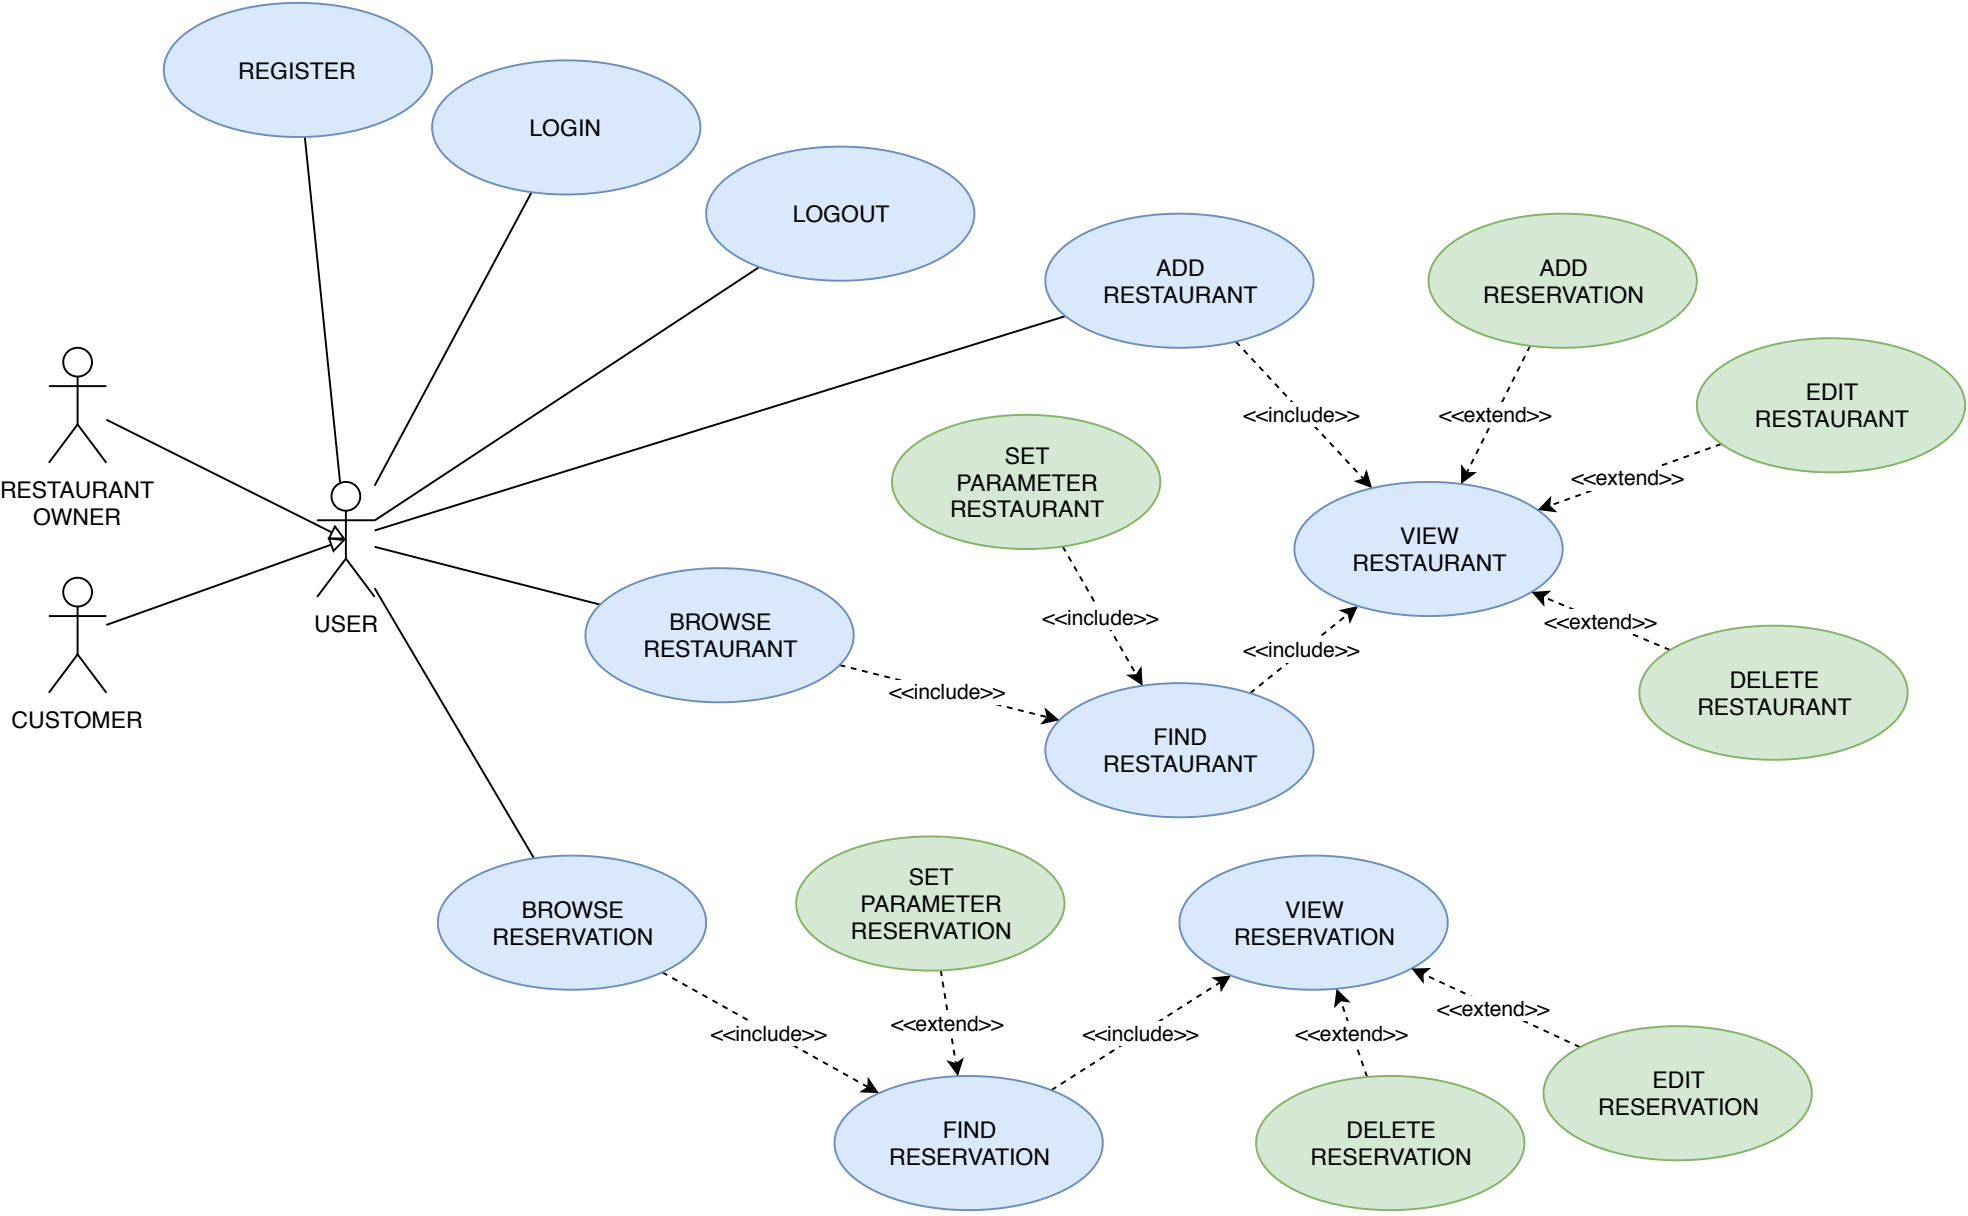 REGISTER
LOGIN
LOGOUT
ADD
RESTAURANT
ADD
RESERVATION
EDIT
RESTAURANT
<<include>>
<<extend>>
<<extend>>
SET
PARAMETER
RESTAURANT
RESTAURANT
OWNER
VIEW
RESTAURANT
USER
CUSTOMER
BROWSE
RESTAURANT
<<include>>
<<include>>
<<extend>>
<<include>>
FIND
RESTAURANT
DELETE
RESTAURANT
BROWSE
RESERVATION
SET
PARAMETER
RESERVATION
VIEW
RESERVATION
<<include>>
<<extend>>
<<include>>
<<extend>>
<<extend>>
FIND
RESERVATION
DELETE
RESERVATION
EDIT
RESERVATION